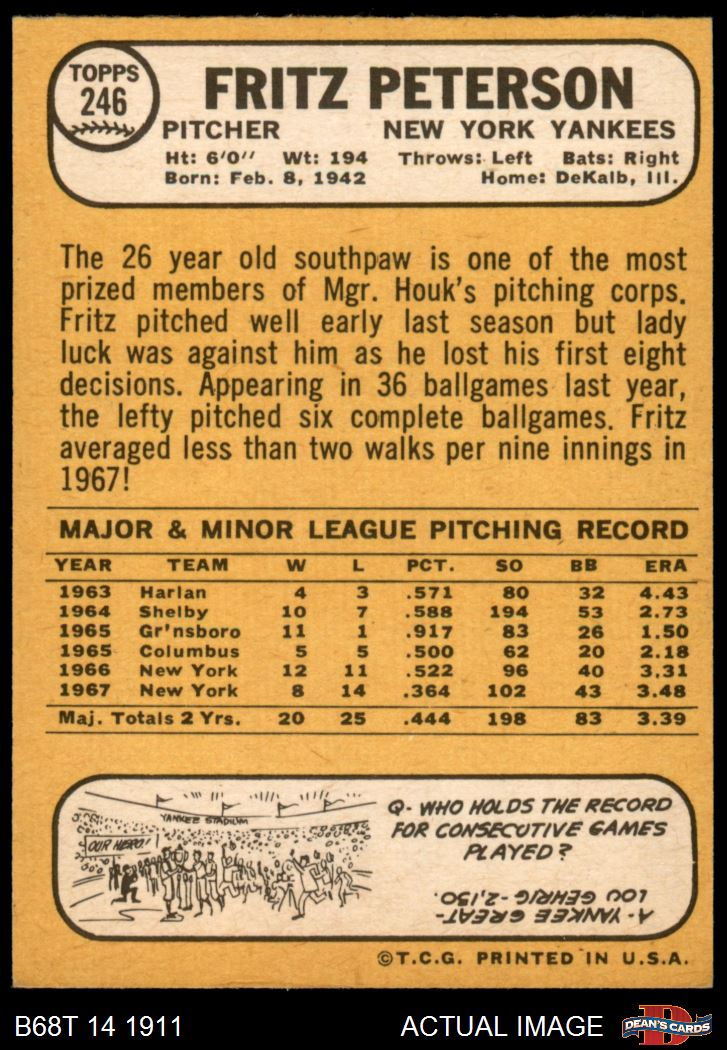 TOPPS
246
FRITZ PETERSON
PITCHER NEW YORK YANKEES
Ht: 6'0'' Wt: 194 Throws: Left Bats: Right
Born: Feb. 8, 1942 Home: DeKalb, Ill.
The 26 year old southpaw is one of the most
prized members of Mgr. Houk's pitching corps.
Fritz pitched well early last season but lady
luck was against him as he lost his first eight
decisions. Appearing in 36 ballgames last year,
the lefty pitched six complete ballgames. Fritz
averaged less than two walks per nine innings in
1967!
MAJOR & MINOR LEAGUE PITCHING RECORD
YEAR TEAM W L PCT. SO BB ERA
1963 Harlan 4 3 .571 80 32 4.43
1964 Shelby 10 7 .588 194 53 2.73
1965 Gr'nsboro 11 1 .917 83 26 1.50
1965 Columbus 5 5 .500 62 20 2.18
1966 New York 12 11 .522 96 40 3.31
1967 New York 8 14 .364 102 43 3.48
Maj. Totals 2 Yrs. 20 25 .444 198 83 3.39
YANKEE STADIUM
OUR HERO!
Q- WHO HOLDS THE RECORD
FOR CONSECUTIVE GAMES
PLAYED?
A- YANKEE GREAT-
LOU GEHRIG-2,150.
©T.C.G. PRINTED IN U.S.A.
B68T 14 1911 ACTUAL IMAGE
D
DEAN'S CARDS